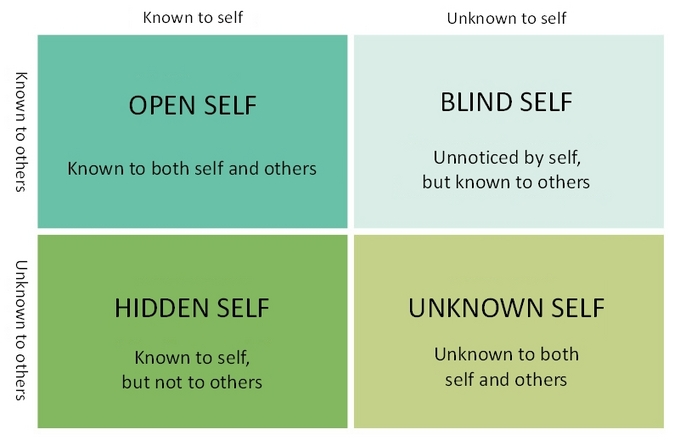 Known to self
Unknown to self
Known to others
OPEN SELF
Known to both self and others
BLIND SELF
Unnoticed by self,
but known to others
Unknown to others
HIDDEN SELF
Known to self,
but not to others
UNKNOWN SELF
Unknown to both
self and others